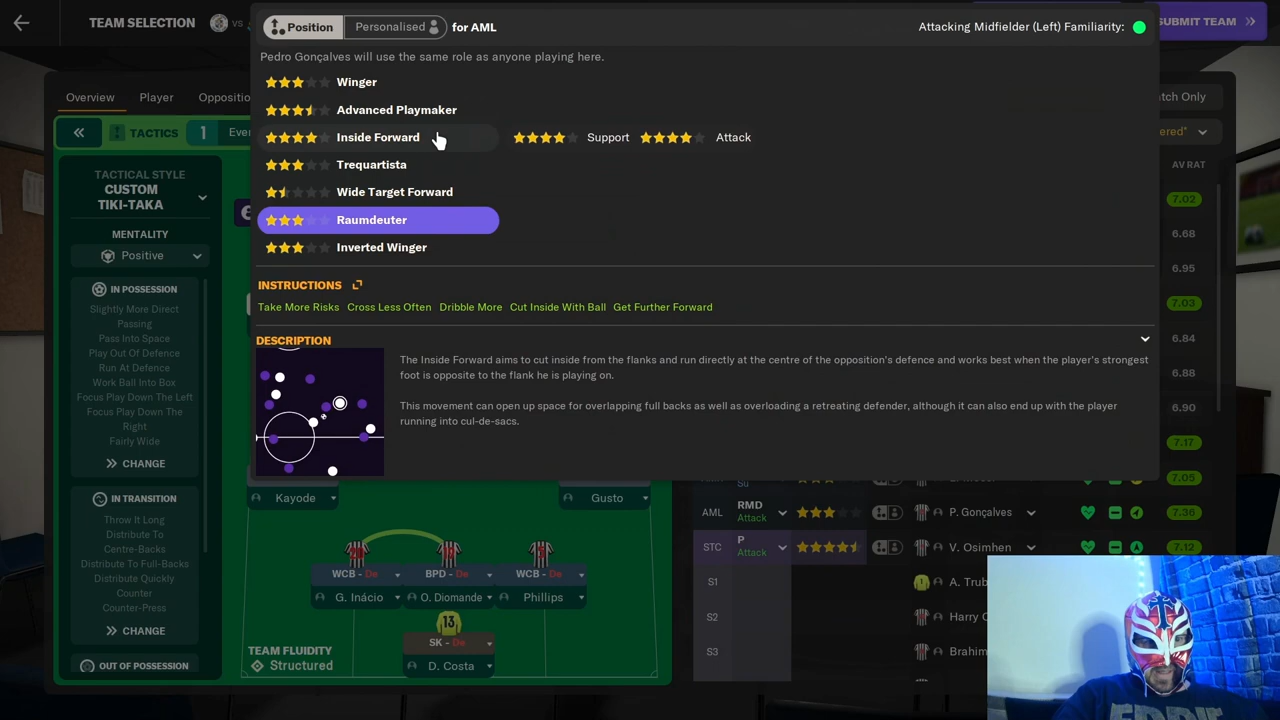 TEAM SELECTION
vs
SUBMIT TEAM
Position
Personalised
for AML
Attacking Midfielder (Left) Familiarity:
Pedro Gonçalves will use the same role as anyone playing here.
Winger
Advanced Playmaker
Inside Forward
Support
Attack
Trequartista
Wide Target Forward
Raumdeuter
Inverted Winger
INSTRUCTIONS
Take More Risks Cross Less Often Dribble More Cut Inside With Ball Get Further Forward
DESCRIPTION
The Inside Forward aims to cut inside from the flanks and run directly at the centre of the opposition's defence and works best when the player's strongest
foot is opposite to the flank he is playing on.
This movement can open up space for overlapping full backs as well as overloading a retreating defender, although it can also end up with the player
running into cul-de-sacs.
Overview
Player
TACTICS
1
TACTICAL STYLE
CUSTOM
TIKI-TAKA
MENTALITY
Positive
IN POSSESSION
Slightly More Direct
Passing
Pass Into Space
Play Out Of Defence
Run At Defence
Work Ball Into Box
Focus Play Down The Left
Focus Play Down The
Right
Fairly Wide
CHANGE
IN TRANSITION
Throw It Long
Distribute To
Centre-Backs
Distribute To Full-Backs
Distribute Quickly
Counter
Counter-Press
CHANGE
OUT OF POSSESSION
Kayode
Gusto
WCB - De
BPD - De
WCB - De
G. Inácio
O. Diomande
Phillips
13
SK - De
D. Costa
TEAM FLUIDITY
Structured
Only
AV RAT
7.02
6.68
6.95
7.03
6.84
6.88
6.90
7.17
7.05
AML
RMD
Attack
P. Gonçalves
7.36
STC
P
Attack
V. Osimhen
7.12
S1
S2
S3